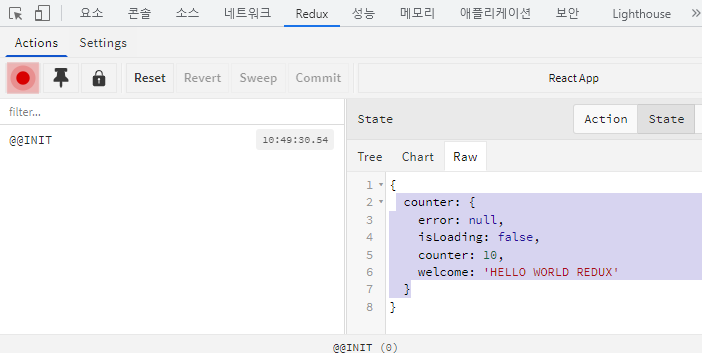 요소 콘솔 소스 네트워크 Redux 성능 메모리 애플리케이션 보안 Lighthouse »
Actions Settings
Reset Revert Sweep Commit React App
filter...
@@INIT 10:49:30.54
State Action State
Tree Chart Raw
1 {
2 counter: {
3 error: null,
4 isLoading: false,
5 counter: 10,
6 welcome: 'HELLO WORLD REDUX'
7 }
8 }
@@INIT (0)